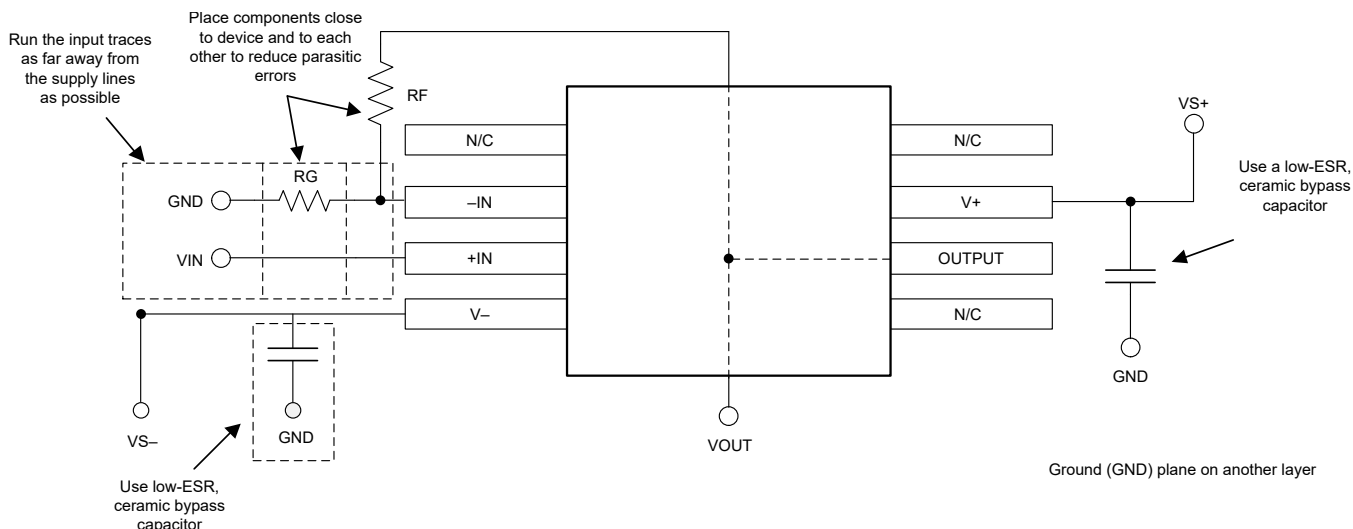 Place components close
to device and to each
other to reduce parasitic
errors
Run the input traces
as far away from
the supply lines
as possible
RF
VS+
N/C
N/C
Use a low-ESR,
ceramic bypass
capacitor
RG
GND
–IN
V+
VIN
+IN
OUTPUT
V–
N/C
GND
VS–
GND
VOUT
Use low-ESR,
ceramic bypass
capacitor
Ground (GND) plane on another layer